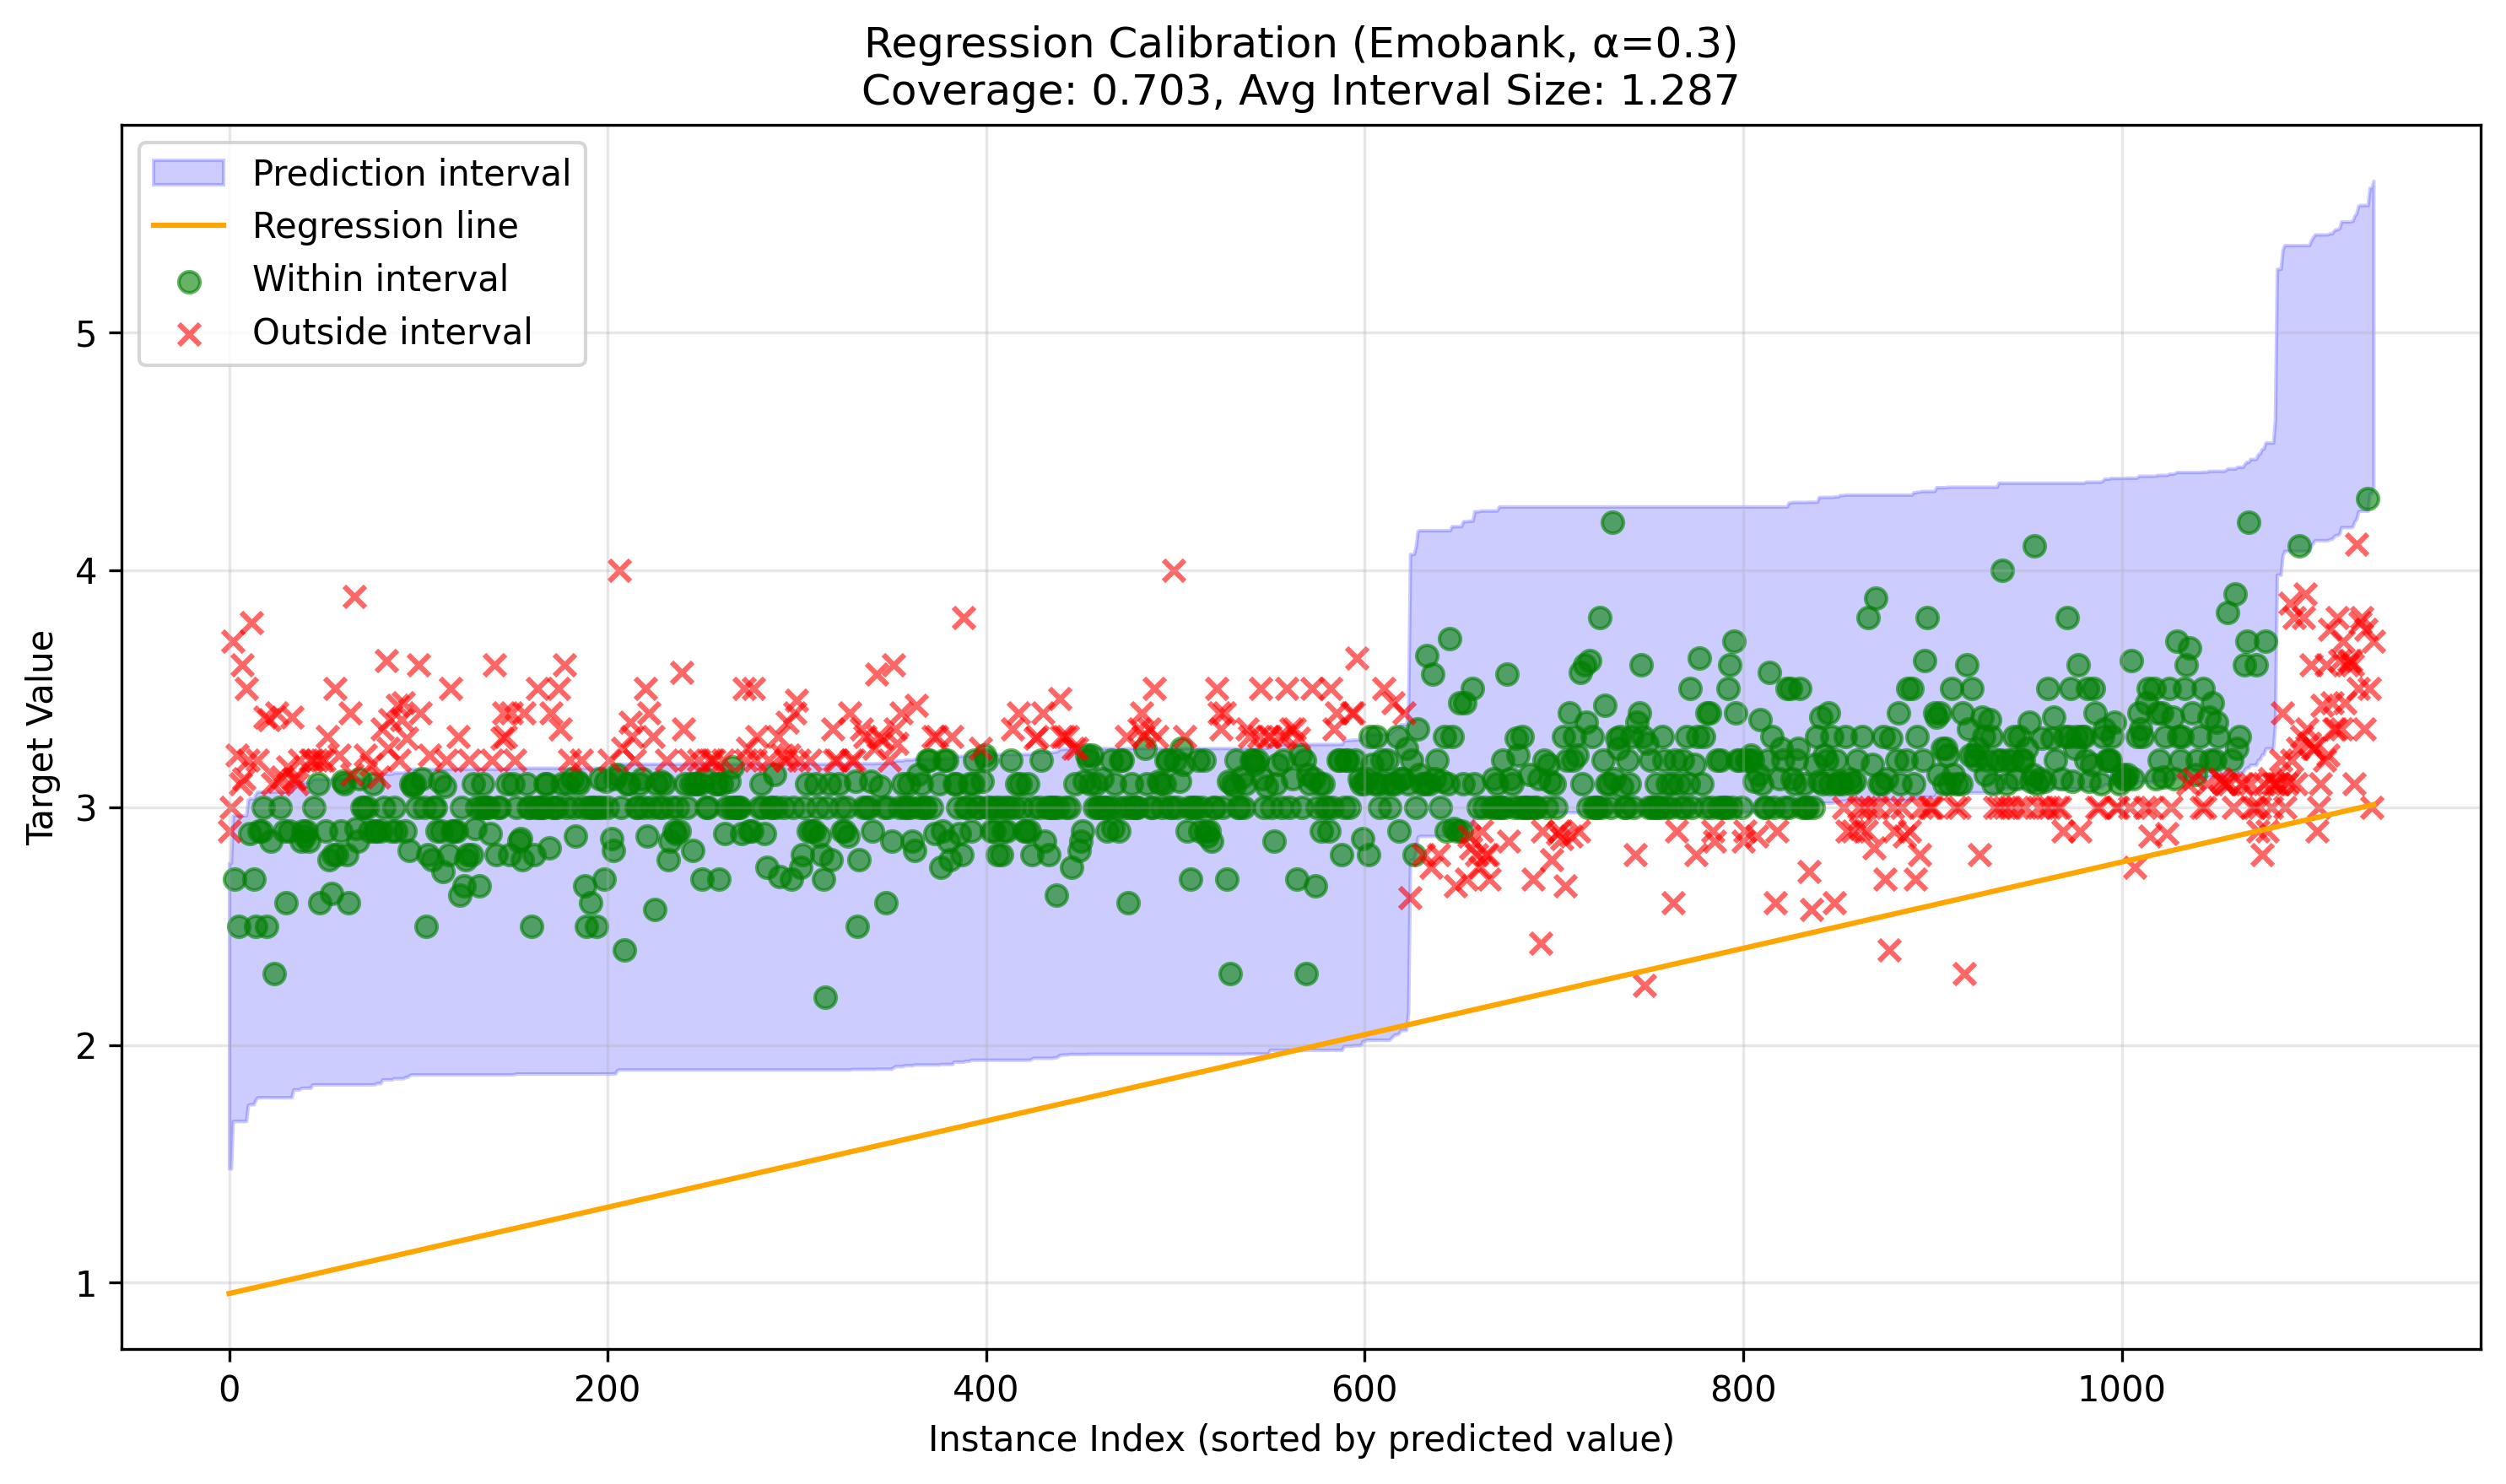 Regression Calibration (Emobank, α=0.3)
Coverage: 0.703, Avg Interval Size: 1.287
Prediction interval
Regression line
Within interval
Outside interval
Target Value
5
4
3
2
1
0 200 400 600 800 1000
Instance Index (sorted by predicted value)